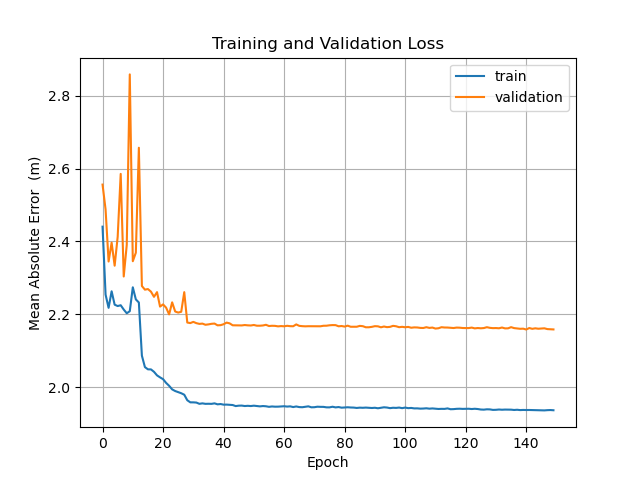 Training and Validation Loss
train
validation
Mean Absolute Error  (m)
2.8
2.6
2.4
2.2
2.0
0 20 40 60 80 100 120 140
Epoch